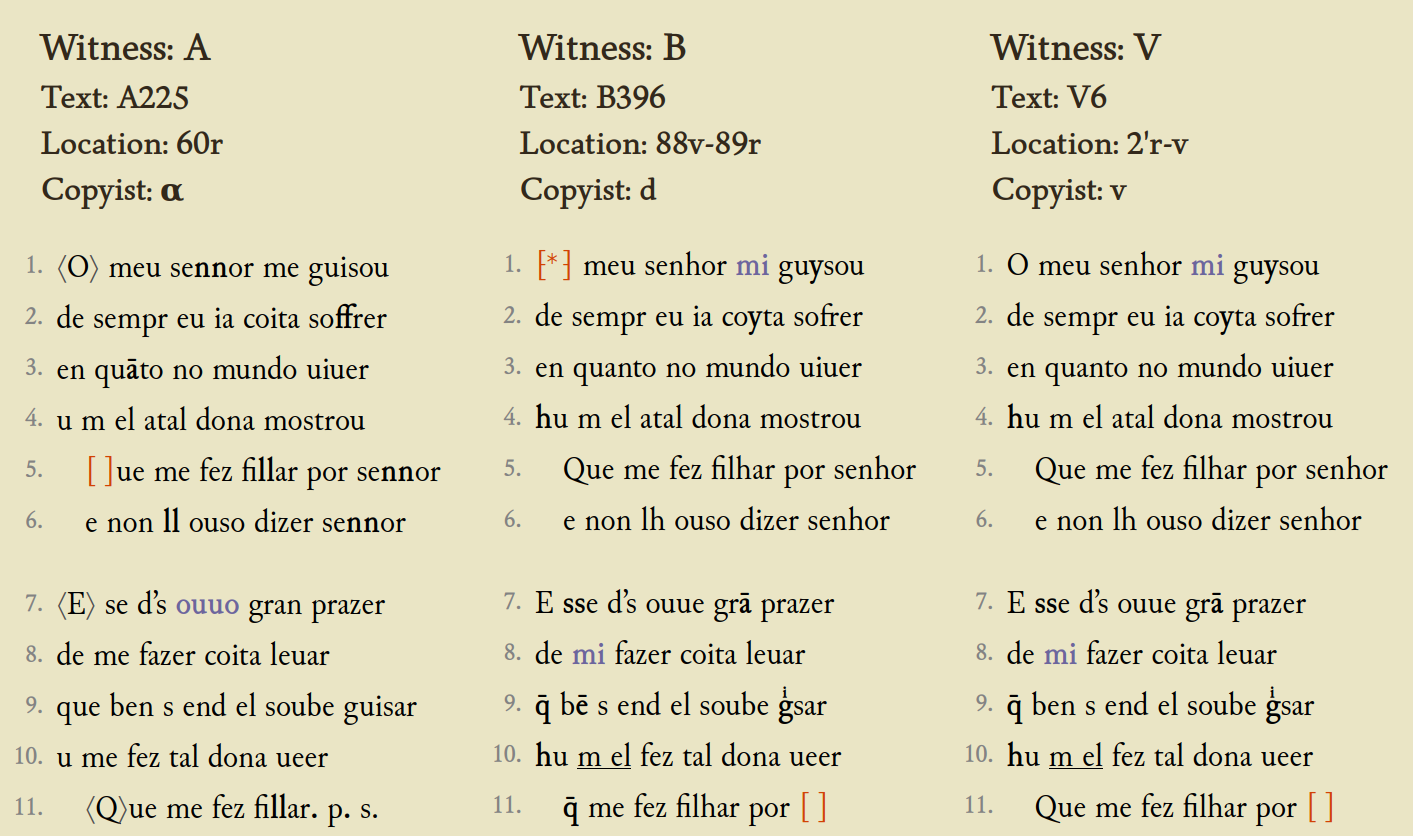 Witness: A
Text: A225
Location: 60r
Copyist: α
1. ⟨O⟩ meu sennor me guisou
2. de sempr eu ia coita soffrer
3. en quāto no mundo uiuer
4. u m el atal dona mostrou
5. [ ]ue me fez fillar por sennor
6. e non ll ouso dizer sennor
7. ⟨E⟩ se d’s ouuo gran prazer
8. de me fazer coita leuar
9. que ben s end el soube guisar
10. u me fez tal dona ueer
11. ⟨Q⟩ue me fez fillar. p. s.
Witness: B
Text: B396
Location: 88v-89r
Copyist: d
1. [*] meu senhor mi guysou
2. de sempr eu ia coyta sofrer
3. en quanto no mundo uiuer
4. hu m el atal dona mostrou
5. Que me fez filhar por senhor
6. e non lh ouso dizer senhor
7. E sse d’s ouue grā prazer
8. de mi fazer coita leuar
9. q̄ bē s end el soube gͥsar
10. hu m el fez tal dona ueer
11. q̄ me fez filhar por [ ]
Witness: V
Text: V6
Location: 2'r-v
Copyist: v
1. O meu senhor mi guysou
2. de sempr eu ia coyta sofrer
3. en quanto no mundo uiuer
4. hu m el atal dona mostrou
5. Que me fez filhar por senhor
6. e non lh ouso dizer senhor
7. E sse d’s ouue grā prazer
8. de mi fazer coita leuar
9. q̄ ben s end el soube gͥsar
10. hu m el fez tal dona ueer
11. Que me fez filhar por [ ]